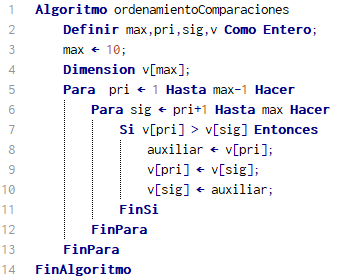 1 Algoritmo ordenamientoComparaciones
2 Definir max,pri,sig,v Como Entero;
3 max ← 10;
4 Dimension v[max];
5 Para pri ← 1 Hasta max-1 Hacer
6 Para sig ← pri+1 Hasta max Hacer
7 Si v[pri] > v[sig] Entonces
8 auxiliar ← v[pri];
9 v[pri] ← v[sig];
10 v[sig] ← auxiliar;
11 FinSi
12 FinPara
13 FinPara
14 FinAlgoritmo